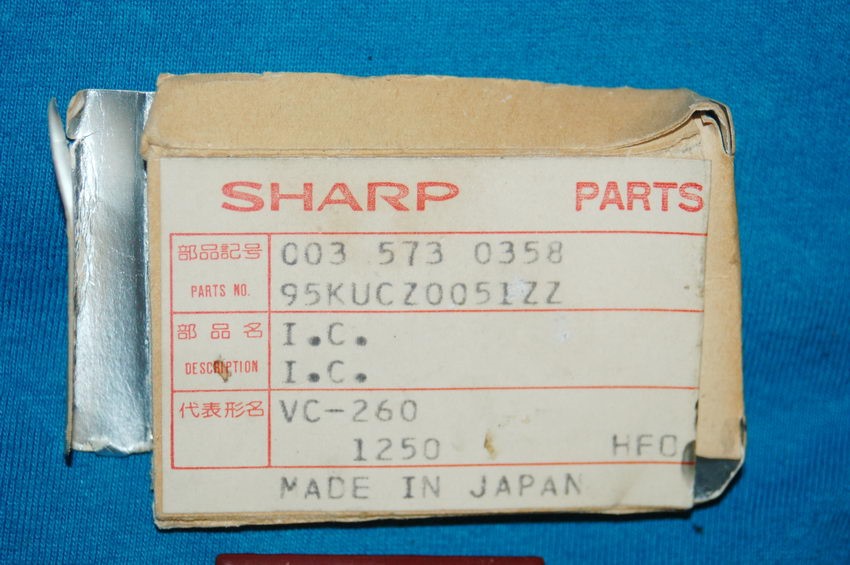 SHARP PARTS
部品記号 003 573 0358
PARTS NO. 95KUCZ0051ZZ
部品名 I.C.
DESCRIPTION I.C.
代表形名 VC-260
1250 HFO
MADE IN JAPAN